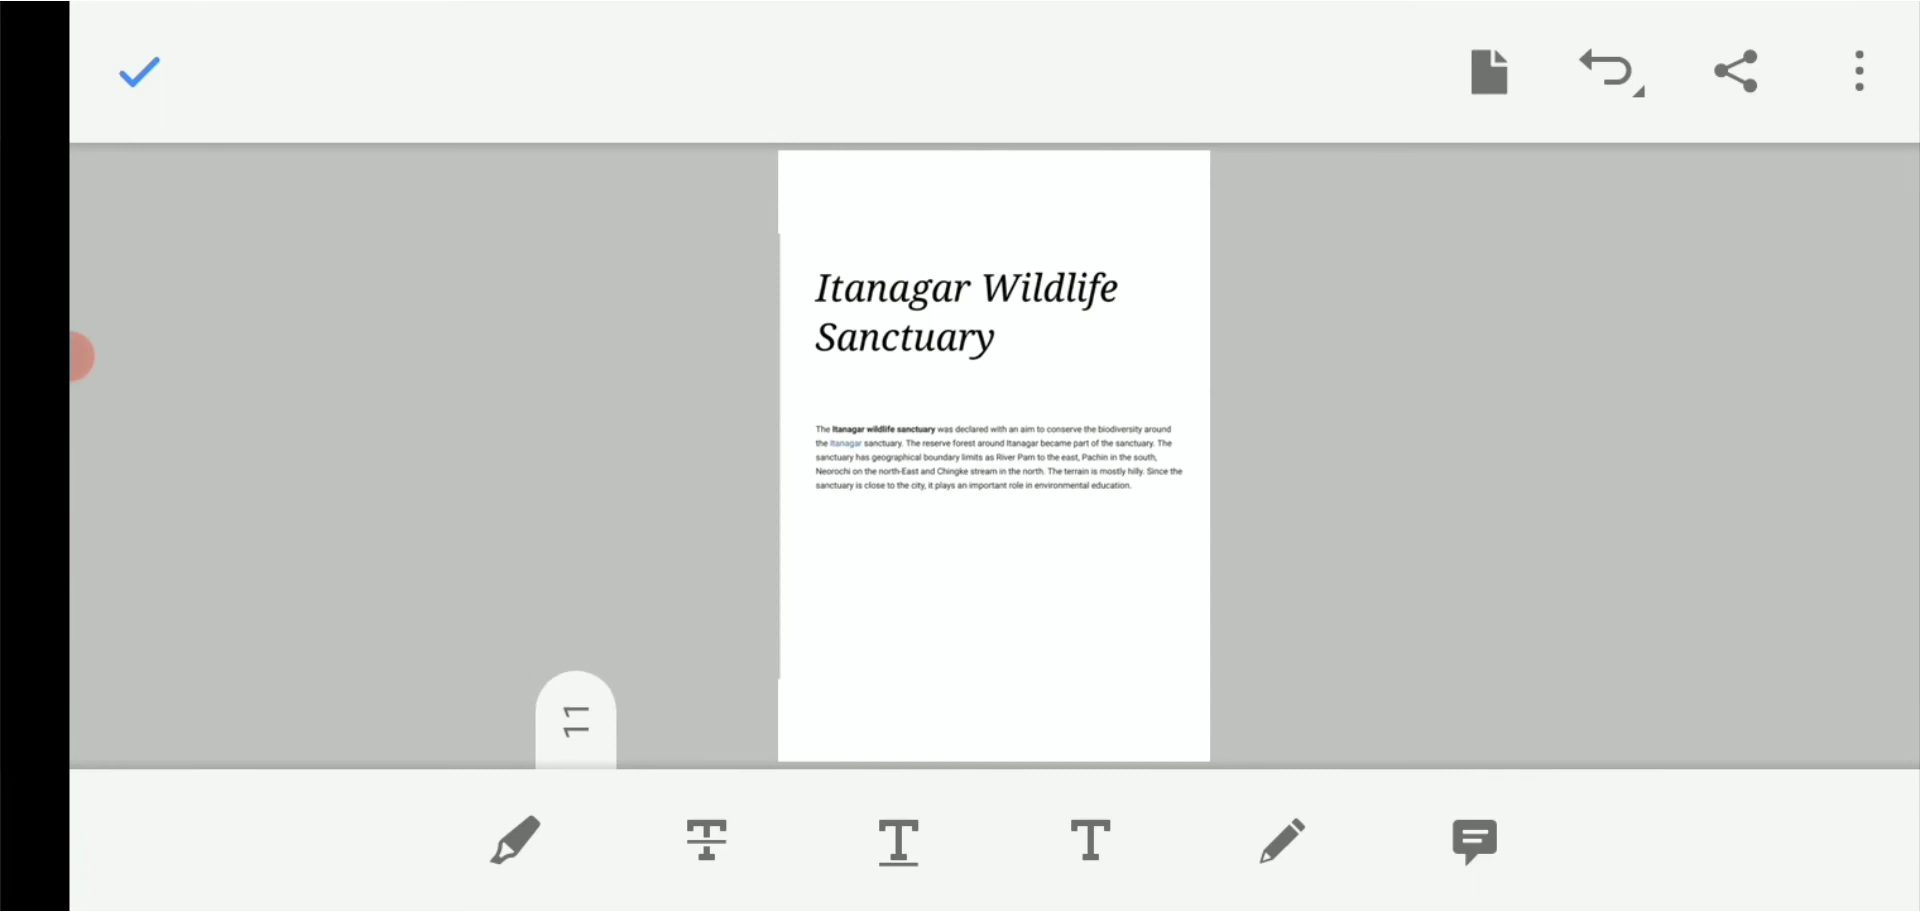 Itanagar Wildlife
Sanctuary
The Itanagar wildlife sanctuary was declared with an aim to conserve the biodiversity around
the Itanagar sanctuary. The reserve forest around Itanagar became part of the sanctuary. The
sanctuary has geographical boundary limits as River Pam to the east, Pachin in the south,
Neorochi on the north-East and Chingke stream in the north. The terrain is mostly hilly. Since the
sanctuary is close to the city, it plays an important role in environmental education.
11